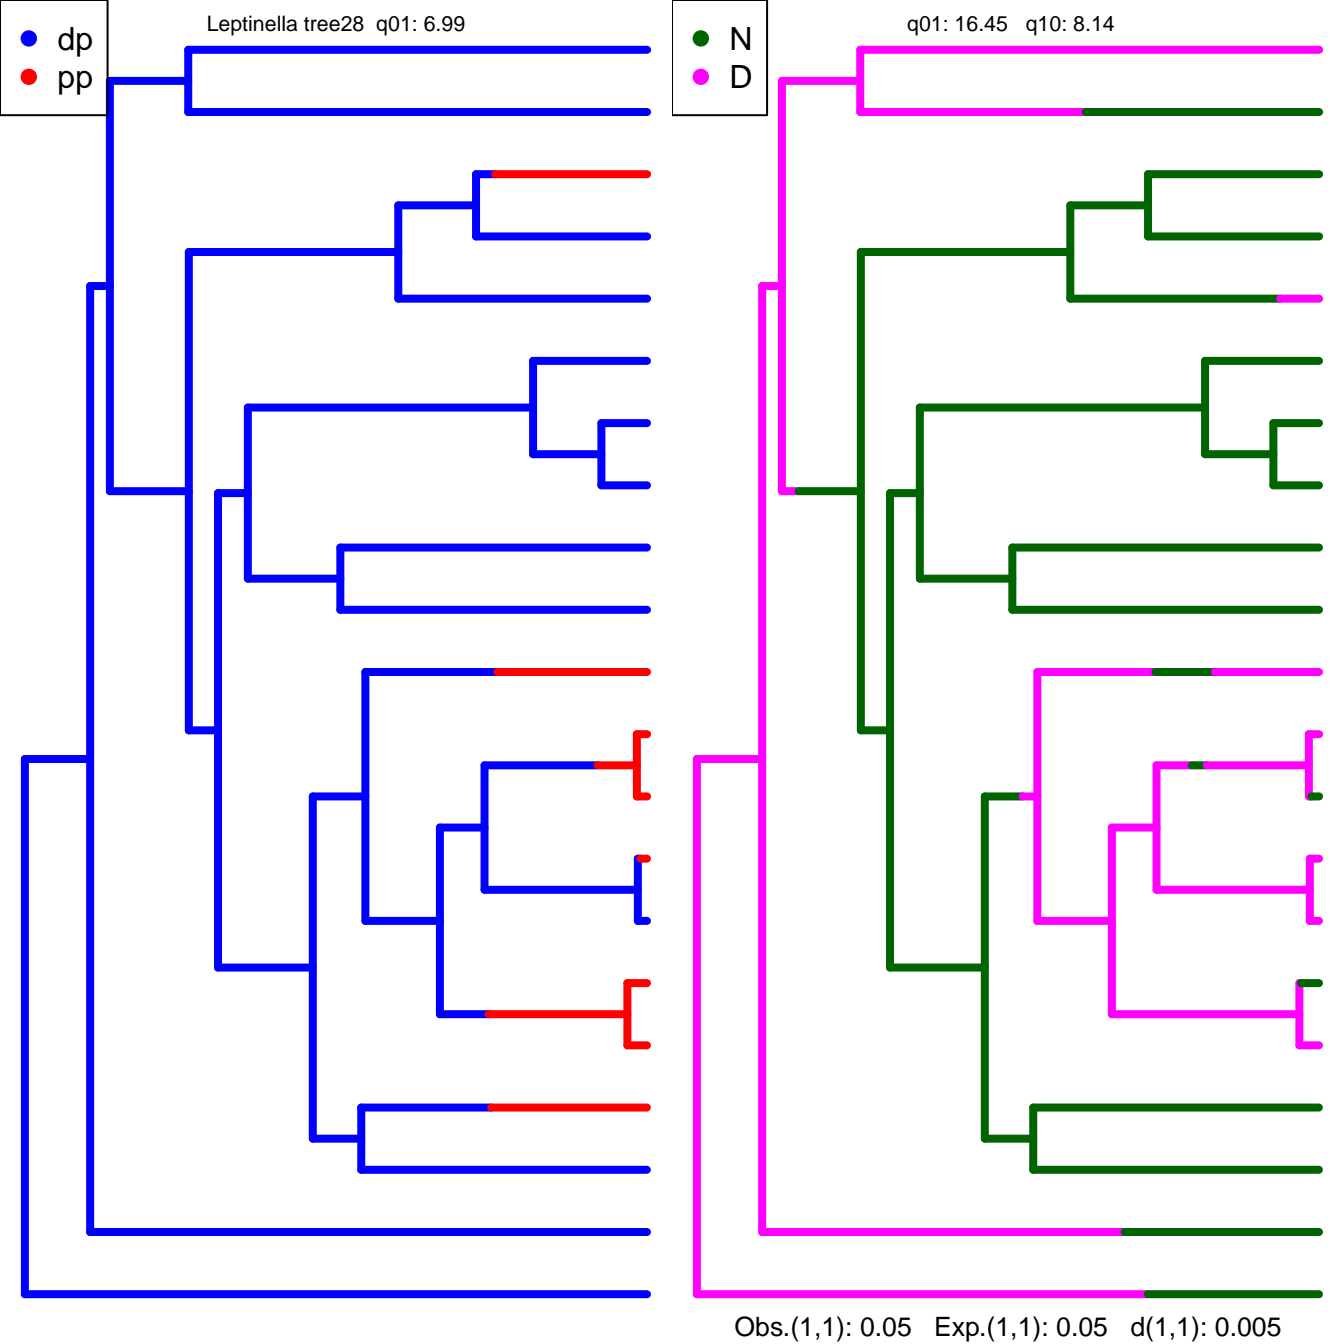 Leptinella tree28 q01: 6.99
dp
pp
q01: 16.45 q10: 8.14
N
D
Obs.(1,1): 0.05 Exp.(1,1): 0.05 d(1,1): 0.005